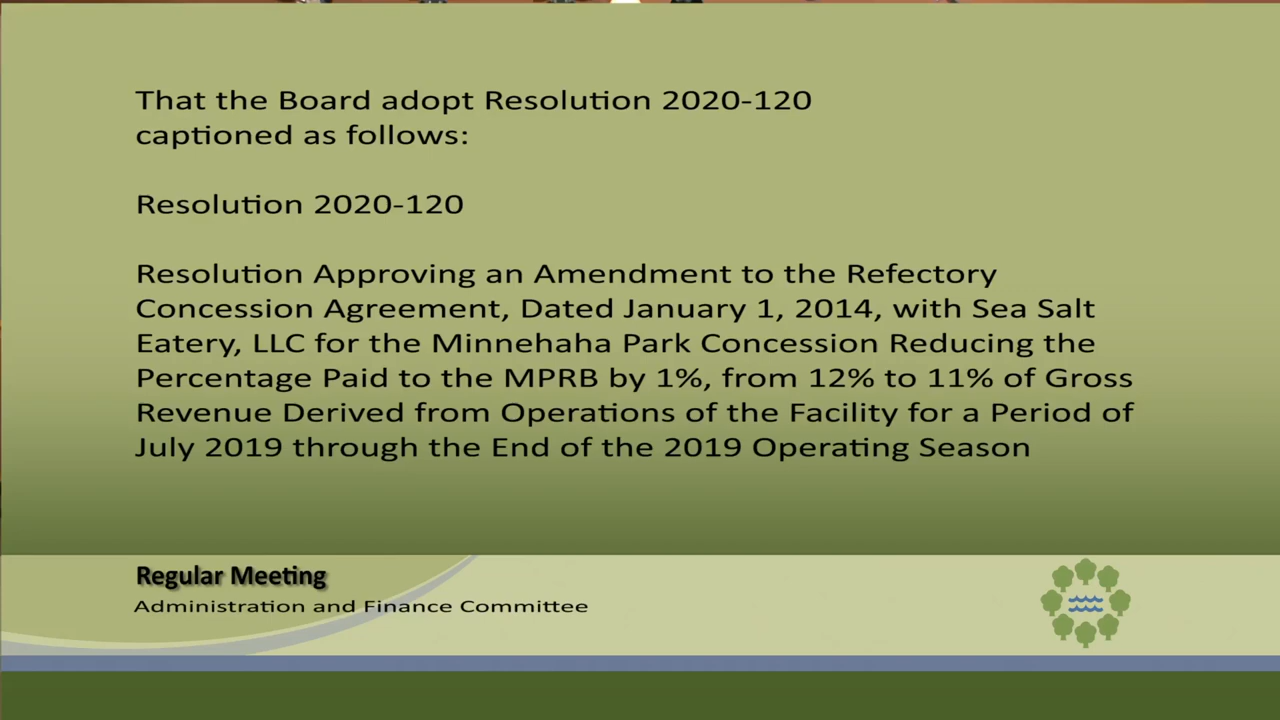 That the Board adopt Resolution 2020-120
captioned as follows:
Resolution 2020-120
Resolution Approving an Amendment to the Refectory
Concession Agreement, Dated January 1, 2014, with Sea Salt
Eatery, LLC for the Minnehaha Park Concession Reducing the
Percentage Paid to the MPRB by 1%, from 12% to 11% of Gross
Revenue Derived from Operations of the Facility for a Period of
July 2019 through the End of the 2019 Operating Season
Regular Meeting
Administration and Finance Committee